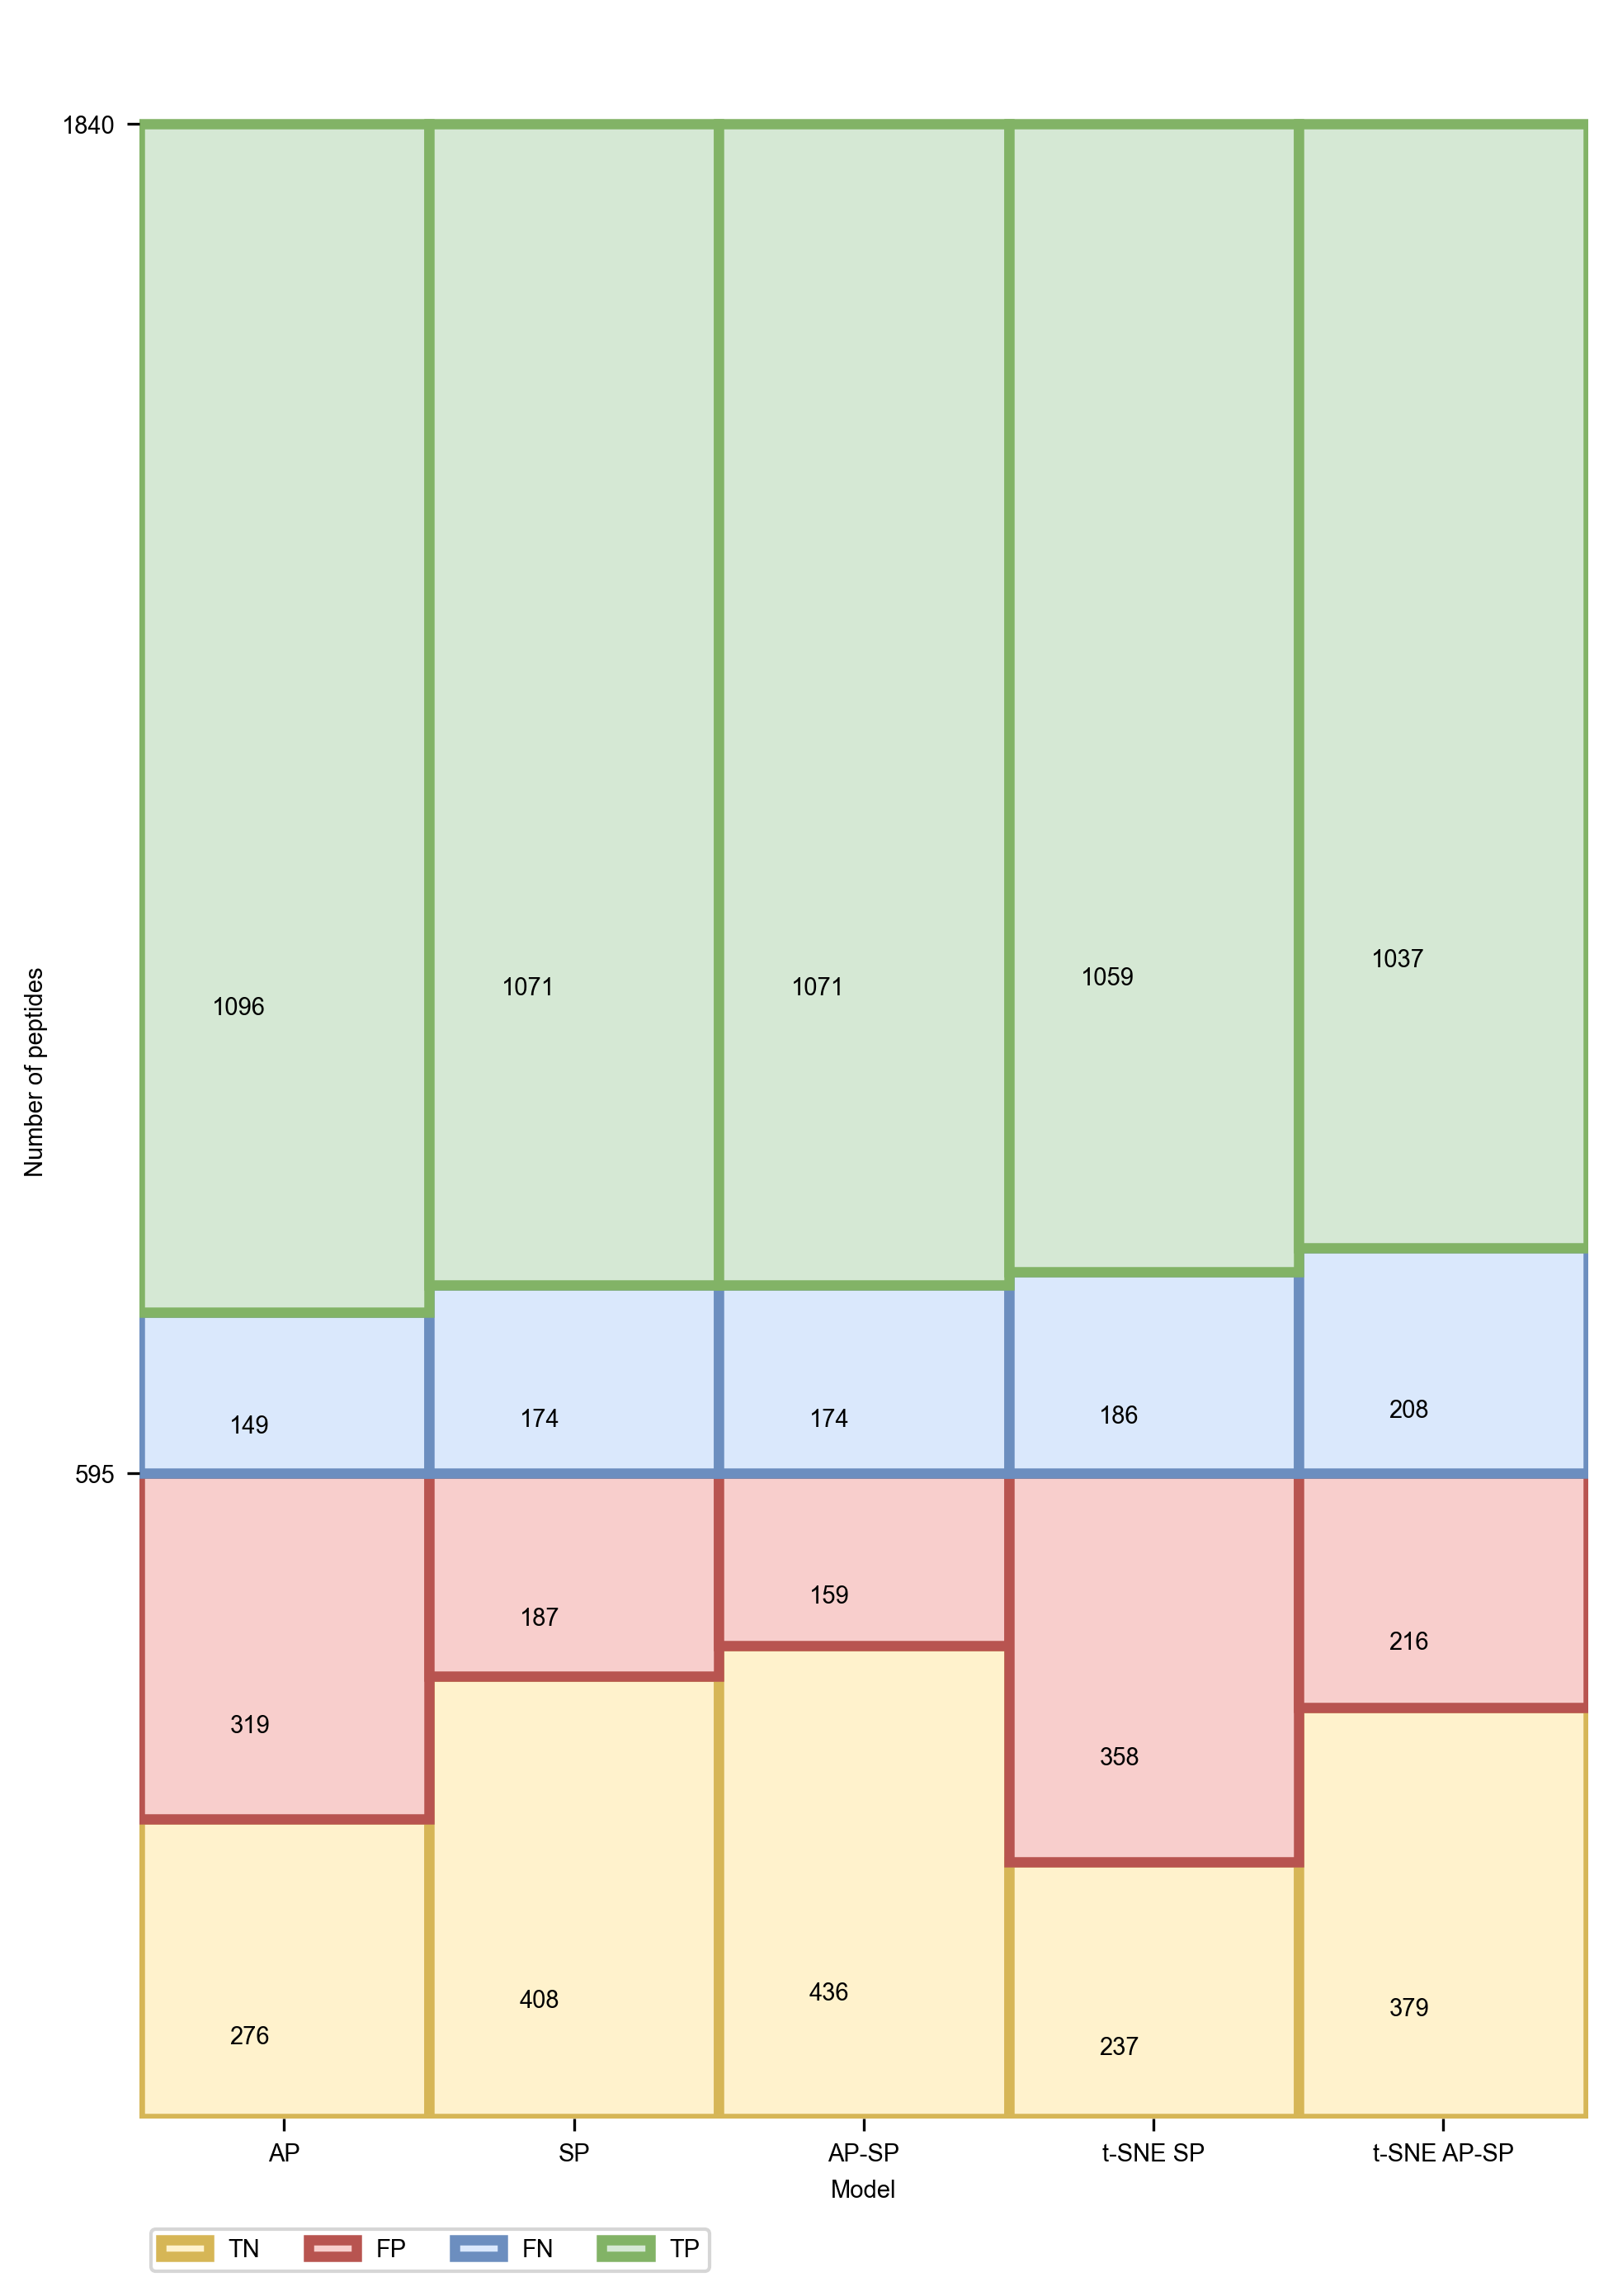 1840
1096
1071
1071
1059
1037
Number of peptides
149
174
174
186
208
595
319
187
159
358
216
276
408
436
237
379
AP
SP
AP-SP
t-SNE SP
t-SNE AP-SP
Model
TN
FP
FN
TP